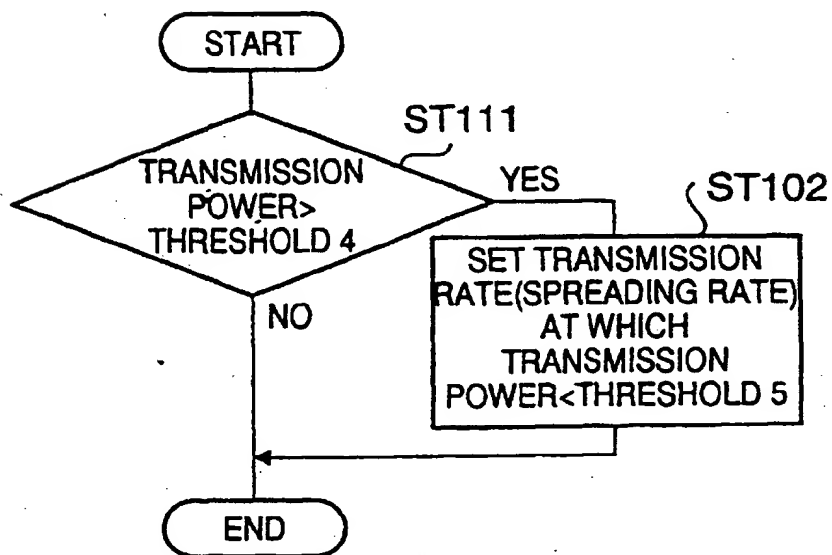 START
ST111
TRANSMISSION
POWER>
THRESHOLD 4
YES
ST102
SET TRANSMISSION
RATE(SPREADING RATE)
AT WHICH
TRANSMISSION
POWER<THRESHOLD 5
NO
END